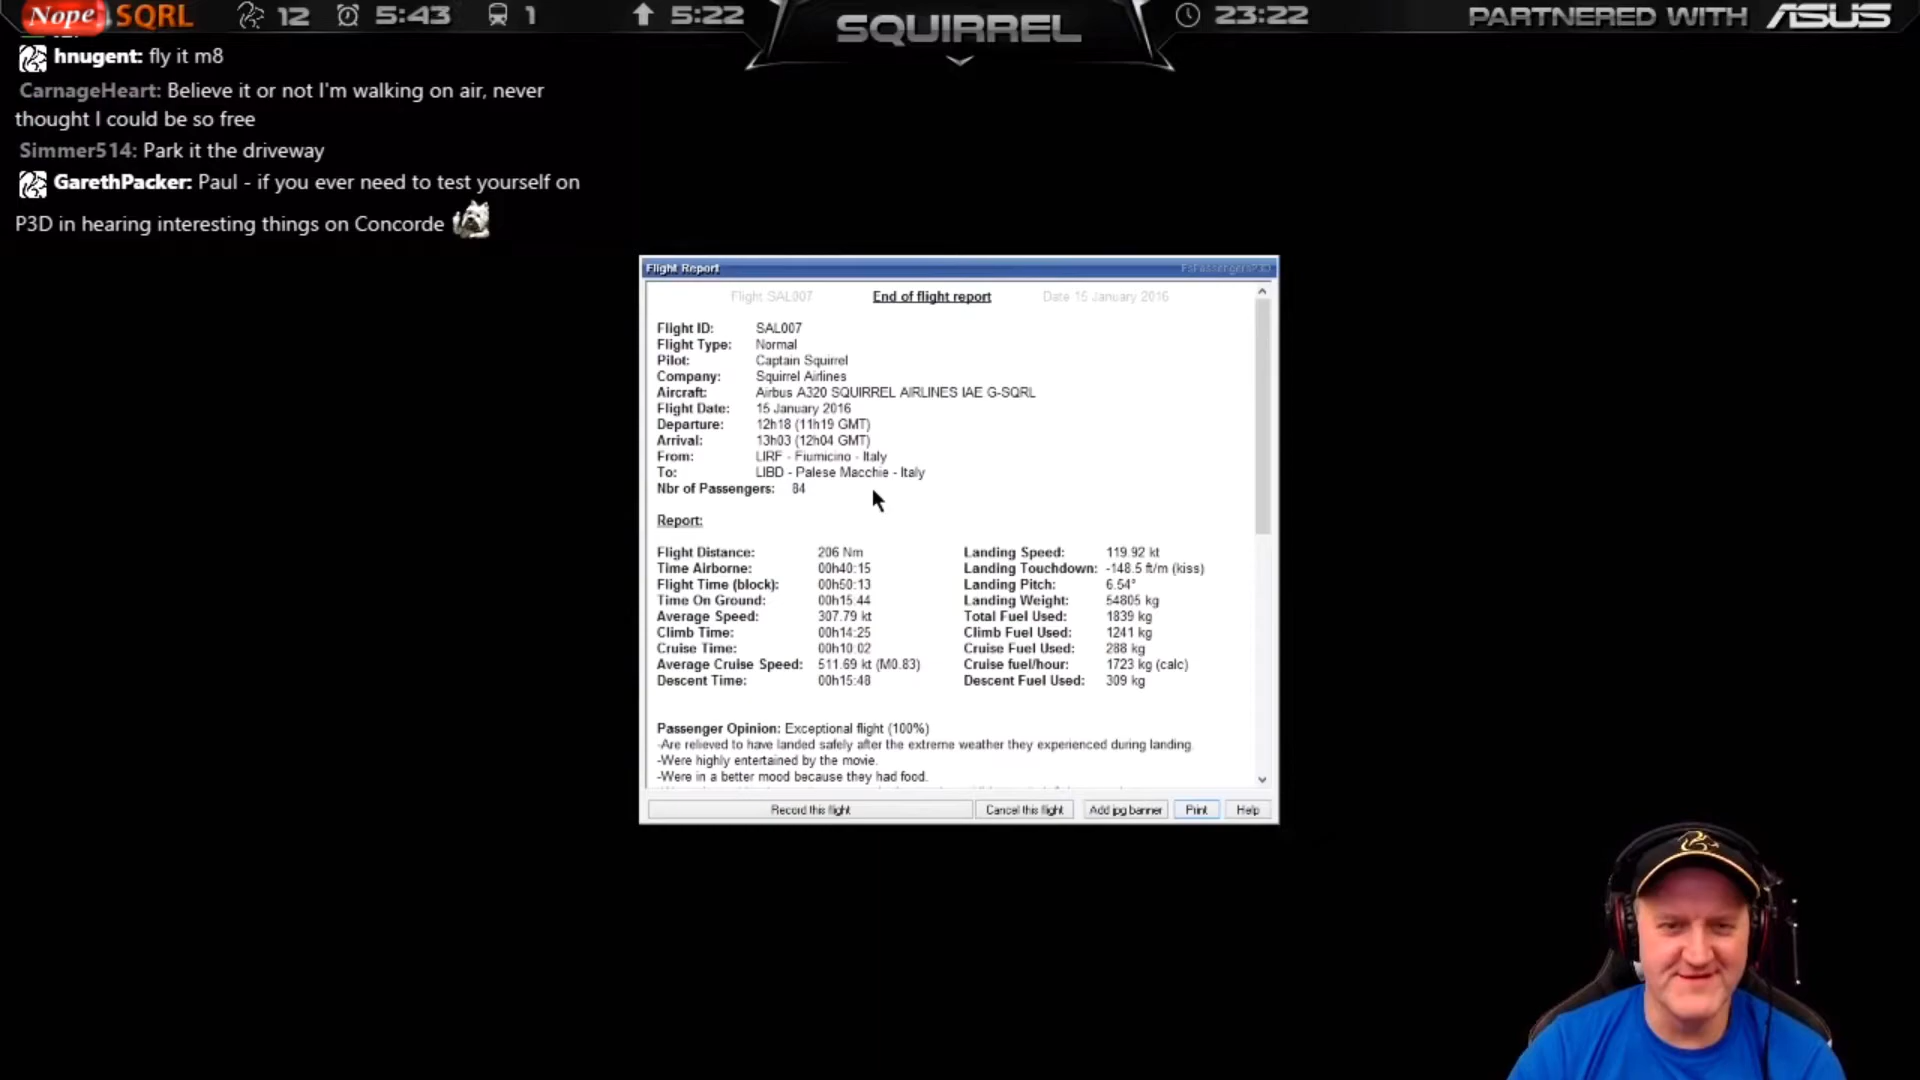 Nope SQRL 12 5:43 1 5:22 SQUIRREL 23:22 PARTNERED WITH ASUS
hnugent: fly it m8
CarnageHeart: Believe it or not I'm walking on air, never
thought I could be so free
Simmer514: Park it the driveway
GarethPacker: Paul - if you ever need to test yourself on
P3D in hearing interesting things on Concorde
Flight Report FsPassengersP3D
Flight SAL007 End of flight report Date 15 January 2016
Flight ID: SAL007
Flight Type: Normal
Pilot: Captain Squirrel
Company: Squirrel Airlines
Aircraft: Airbus A320 SQUIRREL AIRLINES IAE G-SQRL
Flight Date: 15 January 2016
Departure: 12h18 (11h19 GMT)
Arrival: 13h03 (12h04 GMT)
From: LIRF - Fiumicino - Italy
To: LIBD - Palese Macchie - Italy
Nbr of Passengers: 84
Report:
Flight Distance: 206 Nm Landing Speed: 119.92 kt
Time Airborne: 00h40:15 Landing Touchdown: -148.5 ft/m (kiss)
Flight Time (block): 00h50:13 Landing Pitch: 6.54°
Time On Ground: 00h15:44 Landing Weight: 54805 kg
Average Speed: 307.79 kt Total Fuel Used: 1839 kg
Climb Time: 00h14:25 Climb Fuel Used: 1241 kg
Cruise Time: 00h10:02 Cruise Fuel Used: 288 kg
Average Cruise Speed: 511.69 kt (M0.83) Cruise fuel/hour: 1723 kg (calc)
Descent Time: 00h15:48 Descent Fuel Used: 309 kg
Passenger Opinion: Exceptional flight (100%)
-Are relieved to have landed safely after the extreme weather they experienced during landing.
-Were highly entertained by the movie.
-Were in a better mood because they had food.
Record this flight Cancel this flight Add jpg banner Print Help